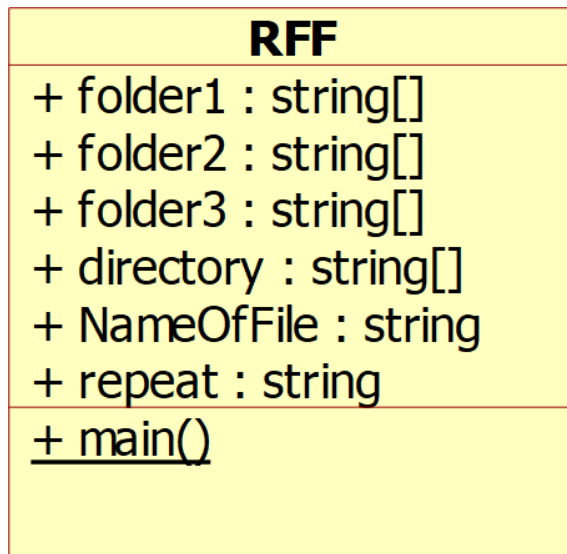 RFF
+ folder1 : string[]
+ folder2 : string[]
+ folder3 : string[]
+ directory : string[]
+ NameOfFile : string
+ repeat : string
+ main()